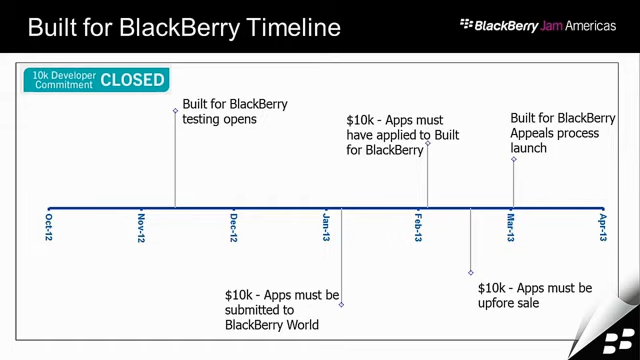 Built for BlackBerry Timeline
BlackBerry Jam Americas
10k Developer
Commitment CLOSED
Built for BlackBerry
testing opens
$10k - Apps must
have applied to Built
for BlackBerry
Built for BlackBerry
Appeals process
launch
Oct-12
Nov-12
Dec-12
Jan-13
Feb-13
Mar-13
Apr-13
$10k - Apps must be
submitted to
BlackBerry World
$10k - Apps must be
upfore sale